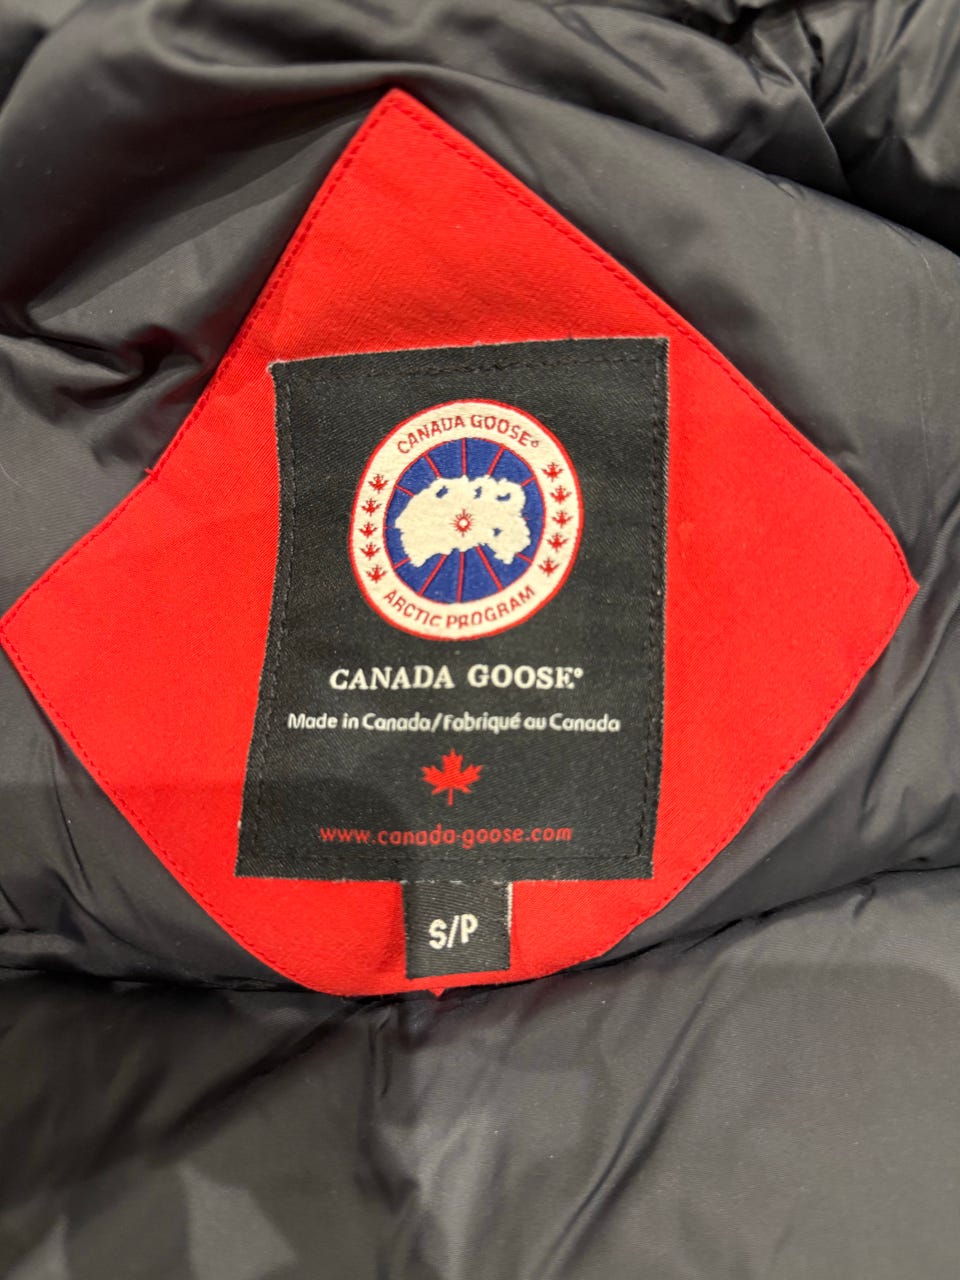 CANADA GOOSE®
ARCTIC PROGRAM
CANADA GOOSE®
Made in Canada/Fabriqué au Canada
www.canada-goose.com
S/P